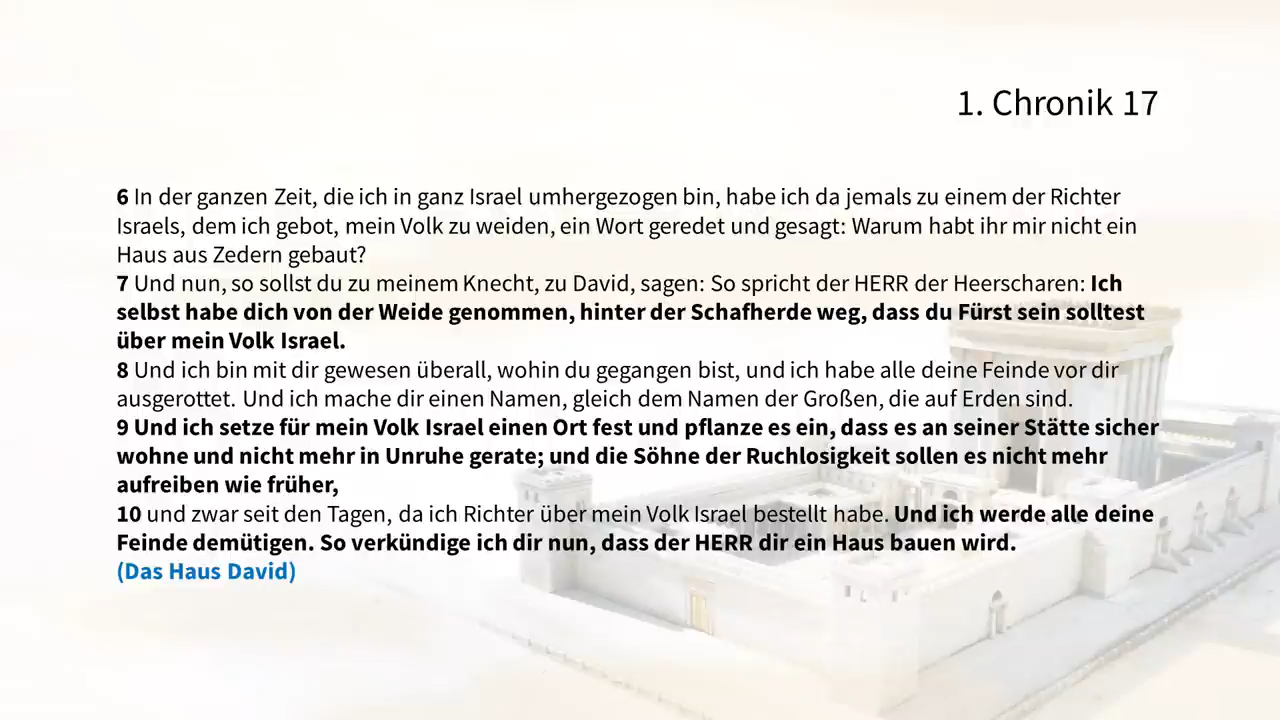 1. Chronik 17
6 In der ganzen Zeit, die ich in ganz Israel umhergezogen bin, habe ich da jemals zu einem der Richter
Israels, dem ich gebot, mein Volk zu weiden, ein Wort geredet und gesagt: Warum habt ihr mir nicht ein
Haus aus Zedern gebaut?
7 Und nun, so sollst du zu meinem Knecht, zu David, sagen: So spricht der HERR der Heerscharen: Ich
selbst habe dich von der Weide genommen, hinter der Schafherde weg, dass du Fürst sein solltest
über mein Volk Israel.
8 Und ich bin mit dir gewesen überall, wohin du gegangen bist, und ich habe alle deine Feinde vor dir
ausgerottet. Und ich mache dir einen Namen, gleich dem Namen der Großen, die auf Erden sind.
9 Und ich setze für mein Volk Israel einen Ort fest und pflanze es ein, dass es an seiner Stätte sicher
wohne und nicht mehr in Unruhe gerate; und die Söhne der Ruchlosigkeit sollen es nicht mehr
aufreiben wie früher,
10 und zwar seit den Tagen, da ich Richter über mein Volk Israel bestellt habe. Und ich werde alle deine
Feinde demütigen. So verkündige ich dir nun, dass der HERR dir ein Haus bauen wird.
(Das Haus David)